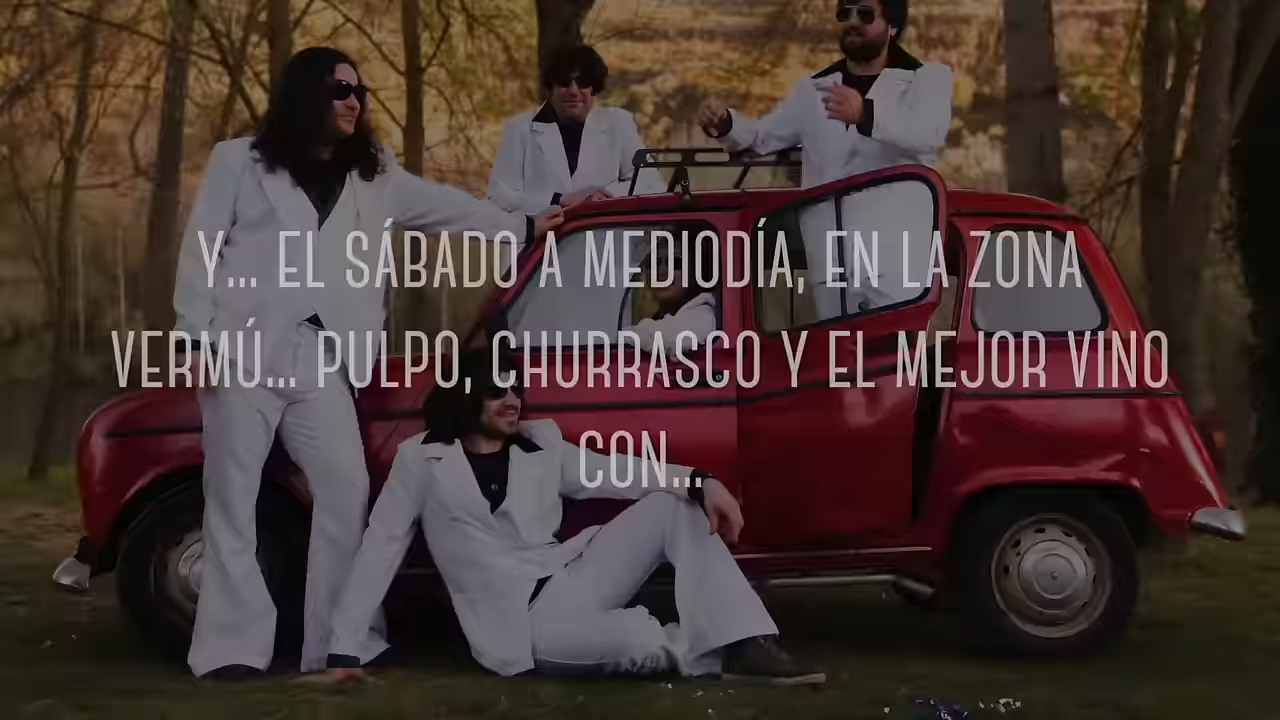 Y... EL SÁBADO A MEDIODÍA, EN LA ZONA
VERMÚ... PULPO, CHURRASCO Y EL MEJOR VINO
CON...